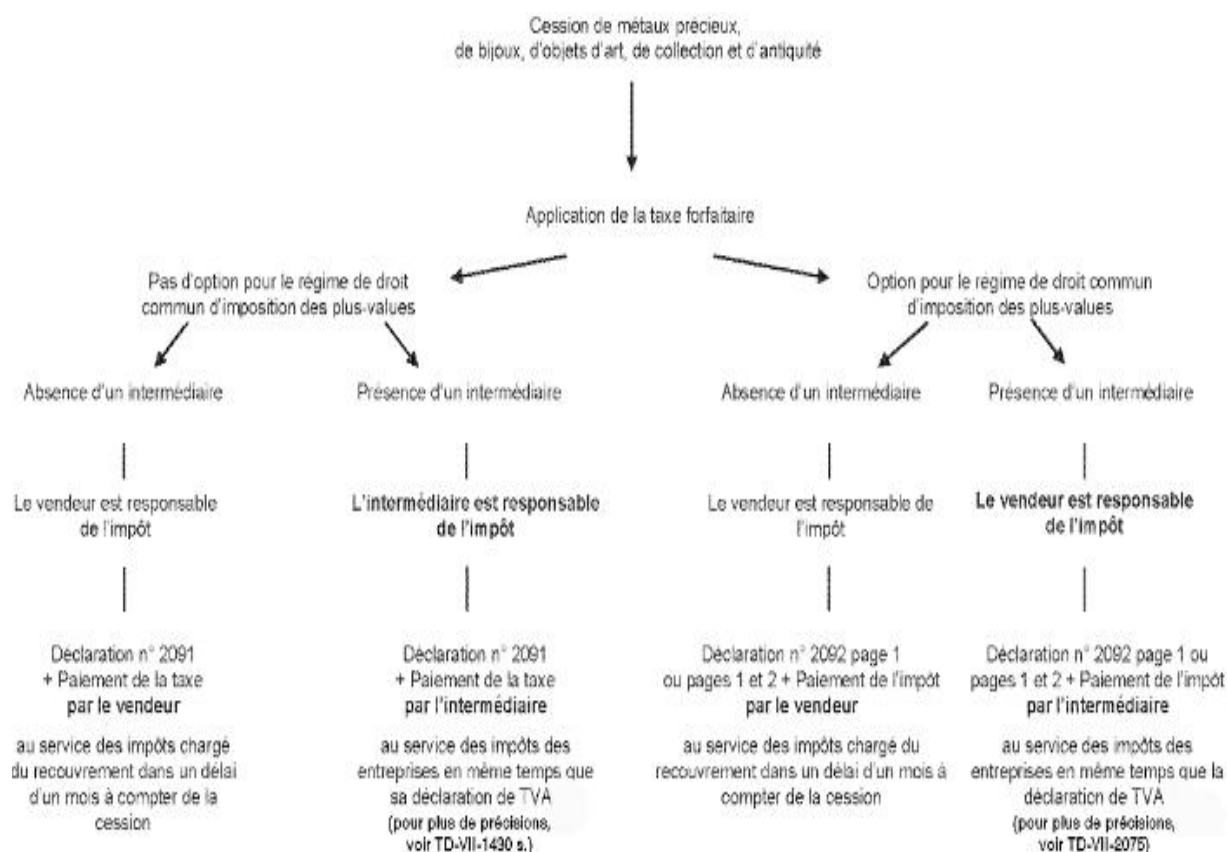 Cession de métaux précieux,
de bijoux, d'objets d'art, de collection et d'antiquité
Application de la taxe forfaitaire
Pas d'option pour le régime de droit
commun d'imposition des plus-values
Option pour le régime de droit commun
d'imposition des plus-values
Absence d'un intermédiaire
Présence d'un intermédiaire
Absence d'un intermédiaire
Présence d'un intermédiaire
Le vendeur est responsable
de l'impôt
L'intermédiaire est responsable
de l'impôt
Le vendeur est responsable de
l'impôt
Le vendeur est responsable
de l'impôt
Déclaration n° 2091
+ Paiement de la taxe
par le vendeur
au service des impôts chargé
du recouvrement dans un délai
d'un mois à compter de la
cession
Déclaration n° 2091
+ Paiement de la taxe
par l'intermédiaire
au service des impôts des
entreprises en même temps que
sa déclaration de TVA
(pour plus de précisions,
voir TD-VII-1430 s.)
Déclaration n° 2092 page 1
ou pages 1 et 2 + Paiement de l'impôt
par le vendeur
au service des impôts chargé du
recouvrement dans un délai d'un mois à
compter de la cession
Déclaration n° 2092 page 1 ou
pages 1 et 2 + Paiement de l'impôt
par l'intermédiaire
au service des impôts des
entreprises en même temps que la
déclaration de TVA
(pour plus de précisions,
voir TD-VII-2075)